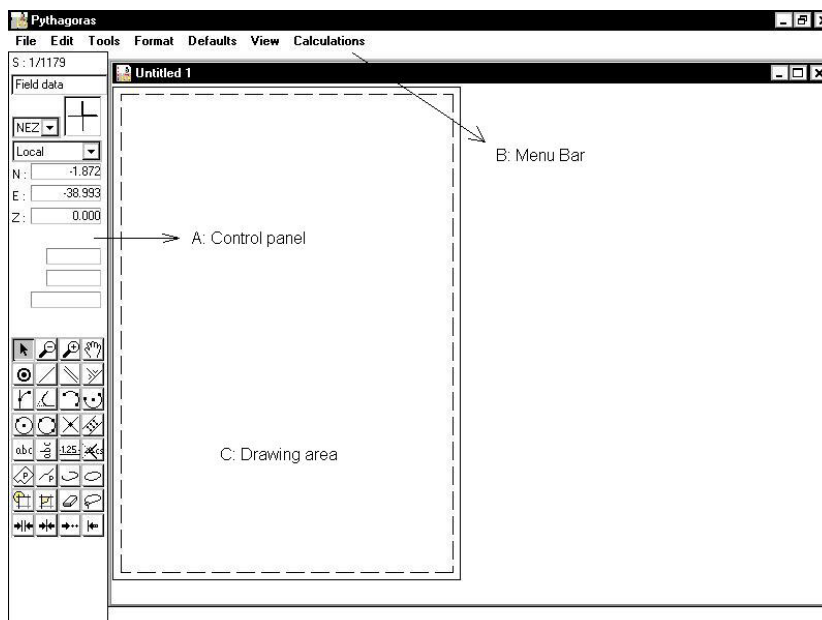 Pythagoras
File Edit Tools Format Defaults View Calculations
S : 1/1179
Untitled 1
Field data
NEZ
Local
N : -1.872
E : -38.993
Z : 0.000
B: Menu Bar
A: Control panel
C: Drawing area
abc
abc
1.25
P
P